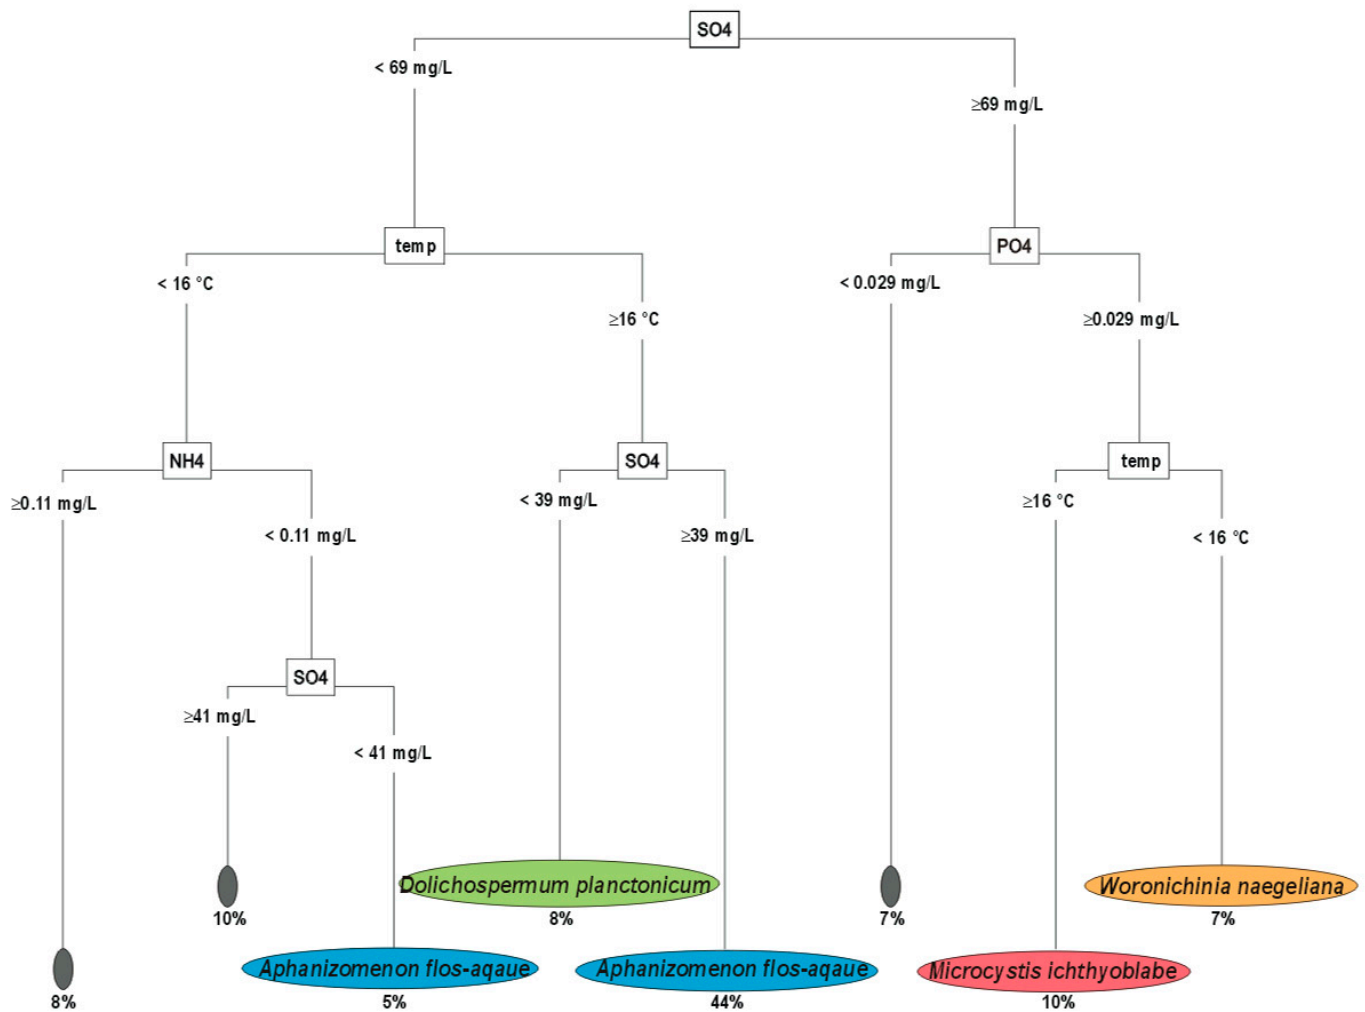 SO4
< 69 mg/L
≥69 mg/L
temp
PO4
< 16 °C
< 0.029 mg/L
≥16 °C
≥0.029 mg/L
NH4
SO4
temp
≥0.11 mg/L
< 39 mg/L
≥16 °C
< 0.11 mg/L
≥39 mg/L
< 16 °C
SO4
≥41 mg/L
< 41 mg/L
Dolichospermum planctonicum
Woronichinia naegeliana
10%
8%
7%
7%
Aphanizomenon flos-aqaue
Aphanizomenon flos-aqaue
Microcystis ichthyoblabe
8%
5%
44%
10%